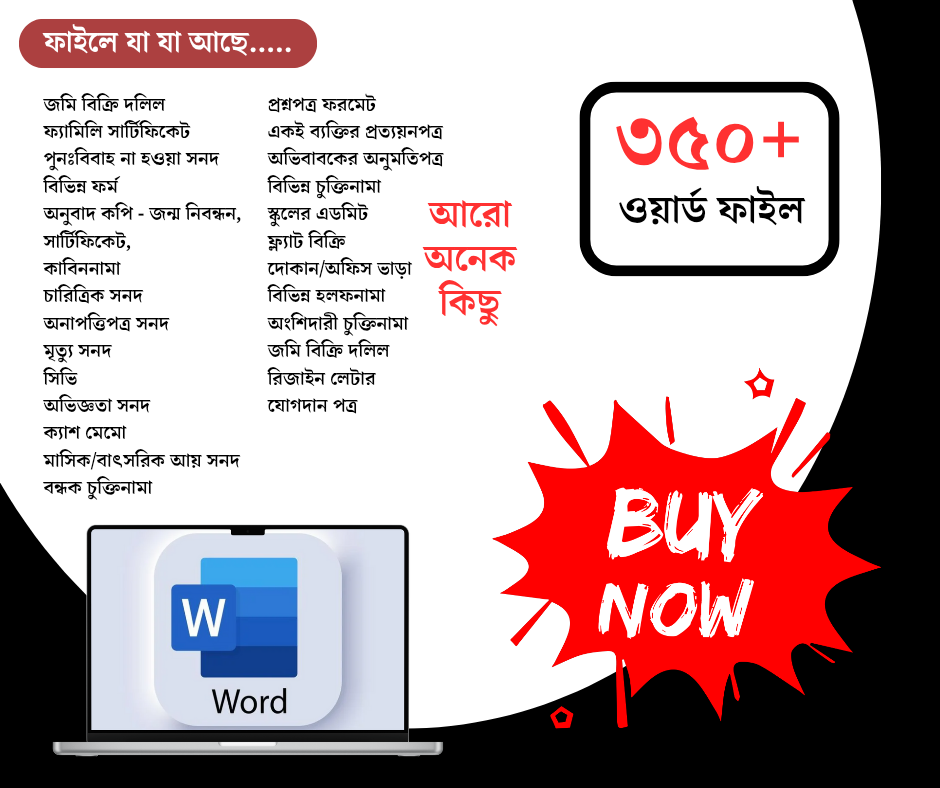 ফাইলে যা যা আছে.....
জমি বিক্রি দলিল
ফ্যামিলি সার্টিফিকেট
পুনঃবিবাহ না হওয়া সনদ
বিভিন্ন ফর্ম
অনুবাদ কপি - জন্ম নিবন্ধন,
সার্টিফিকেট,
কাবিননামা
চারিত্রিক সনদ
অনাপত্তিপত্র সনদ
মৃত্যু সনদ
সিভি
অভিজ্ঞতা সনদ
ক্যাশ মেমো
মাসিক/বাৎসরিক আয় সনদ
বন্ধক চুক্তিনামা
প্রশ্নপত্র ফরমেট
একই ব্যক্তির প্রত্যয়নপত্র
অভিবাবকের অনুমতিপত্র
বিভিন্ন চুক্তিনামা
স্কুলের এডমিট
ফ্ল্যাট বিক্রি
দোকান/অফিস ভাড়া
বিভিন্ন হলফনামা
অংশিদারী চুক্তিনামা
জমি বিক্রি দলিল
রিজাইন লেটার
যোগদান পত্র
আরো
অনেক
কিছু
৩৫০+
ওয়ার্ড ফাইল
BUY
NOW
W
Word